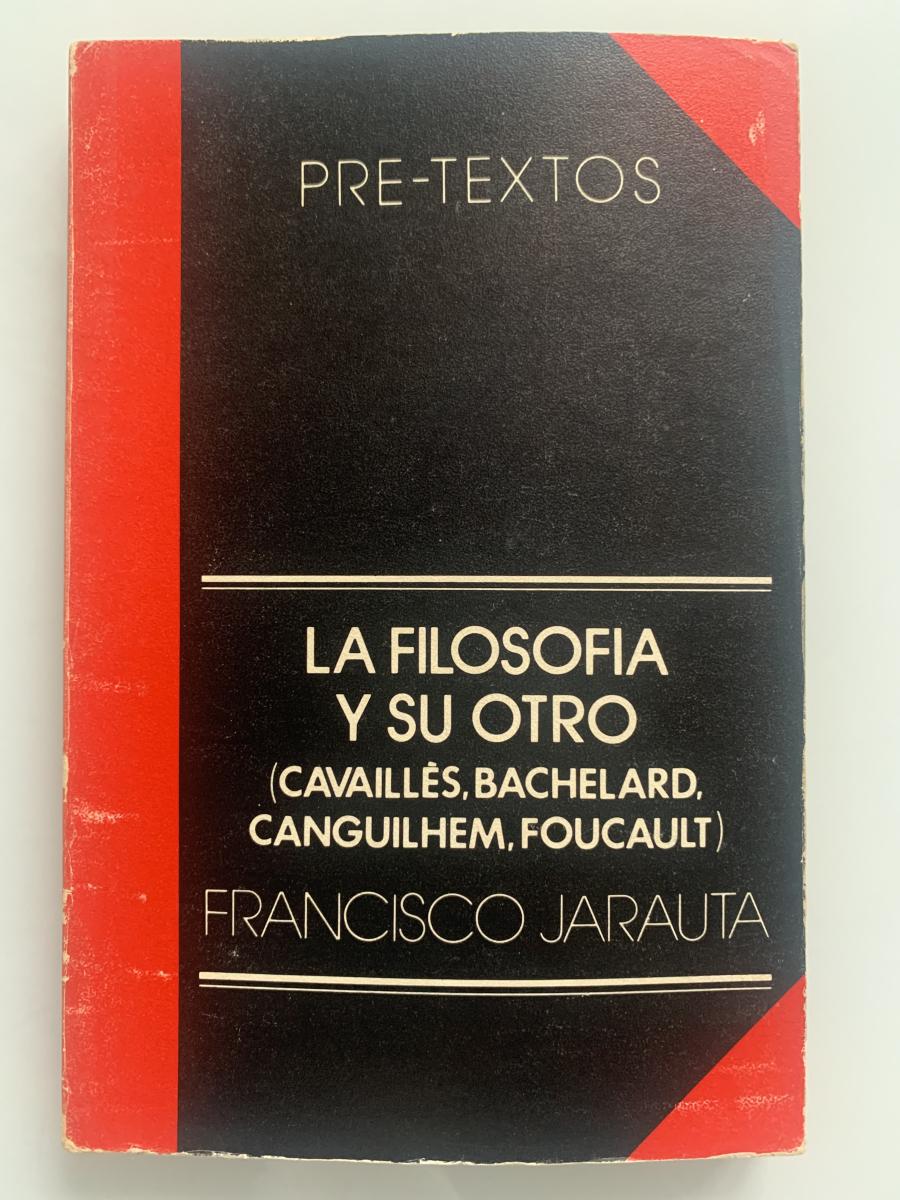 PRE-TEXTOS
LA FILOSOFIA
Y SU OTRO
(CAVAILLÈS, BACHELARD,
CANGUILHEM, FOUCAULT)
FRANCISCO JARAUTA